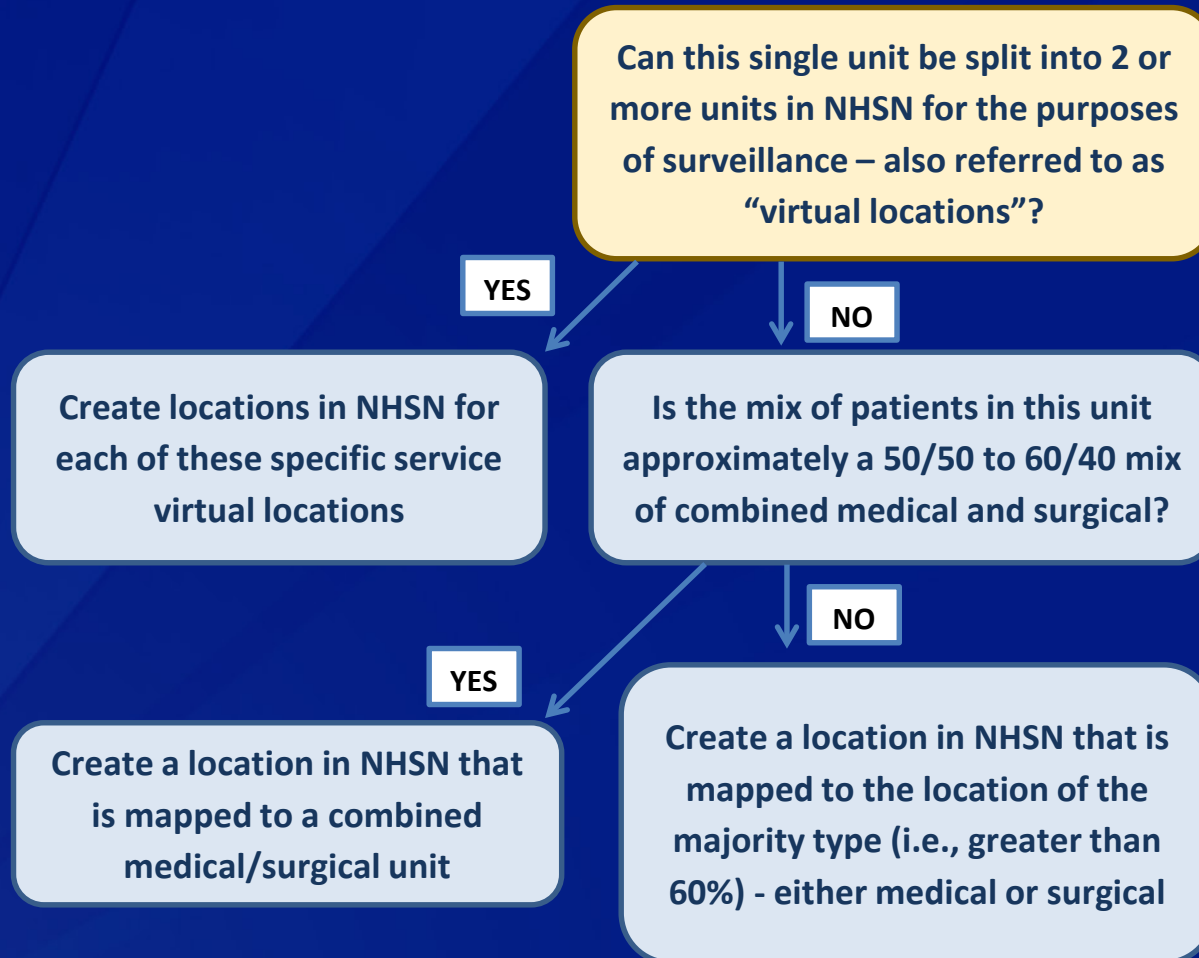 Can this single unit be split into 2 or
more units in NHSN for the purposes
of surveillance – also referred to as
“virtual locations”?
YES
NO
Create locations in NHSN for
each of these specific service
virtual locations
Is the mix of patients in this unit
approximately a 50/50 to 60/40 mix
of combined medical and surgical?
YES
NO
Create a location in NHSN that
is mapped to a combined
medical/surgical unit
Create a location in NHSN that is
mapped to the location of the
majority type (i.e., greater than
60%) - either medical or surgical